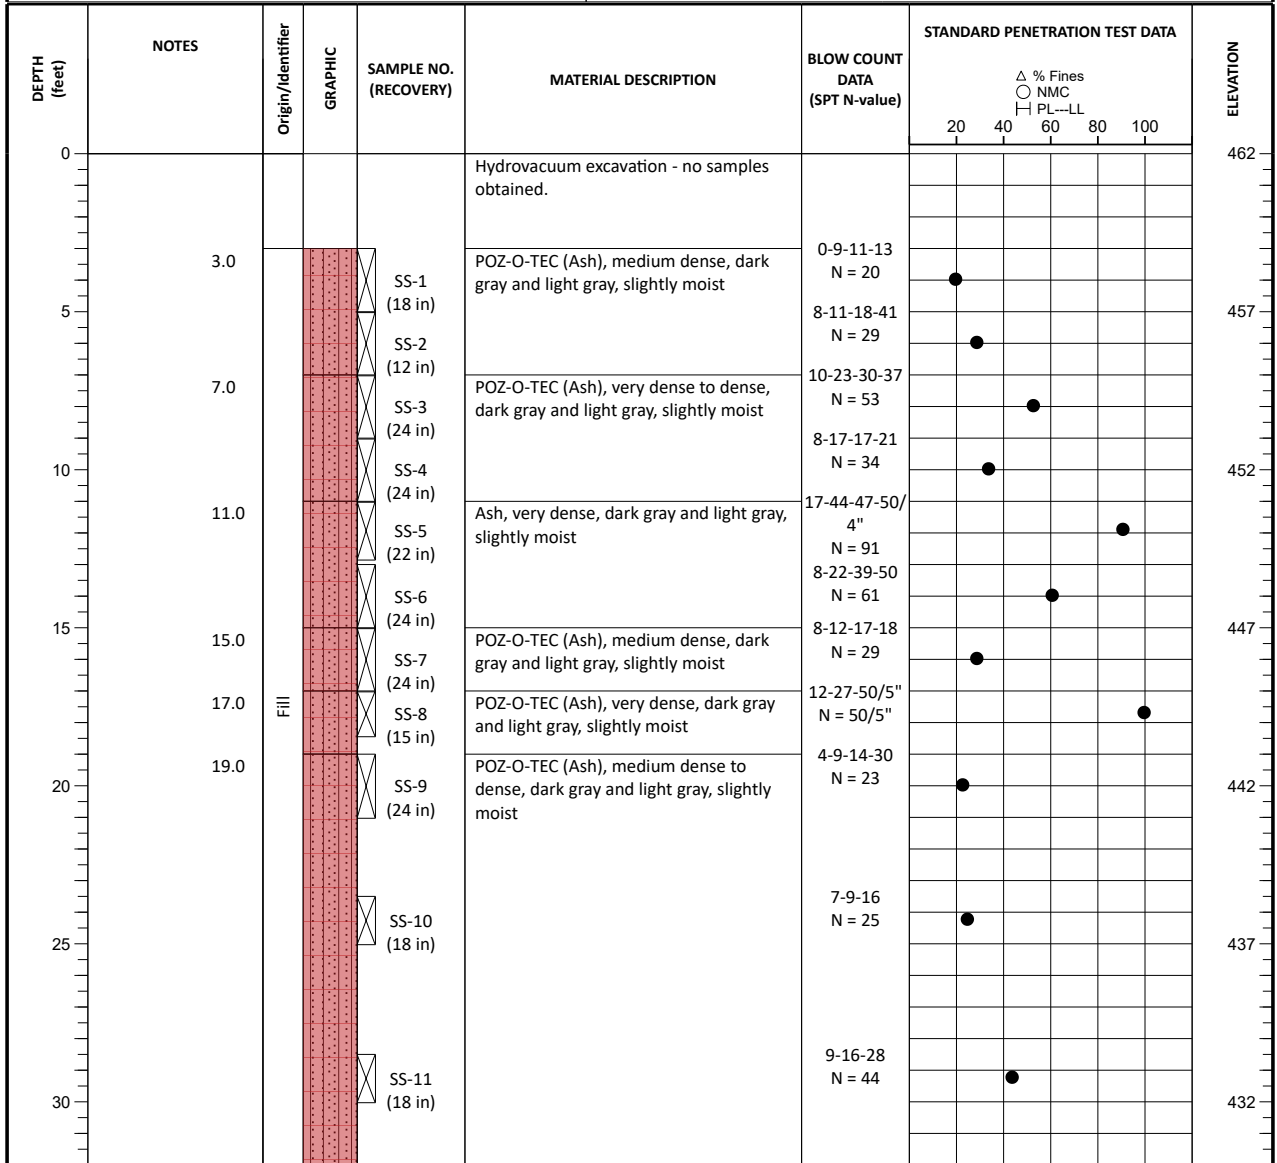 DEPTH
(feet)
NOTES
Origin/Identifier
GRAPHIC
SAMPLE NO.
(RECOVERY)
MATERIAL DESCRIPTION
BLOW COUNT
DATA
(SPT N-value)
STANDARD PENETRATION TEST DATA
% Fines
NMC
PL---LL
20 40 60 80 100
ELEVATION
0
462
Hydrovacuum excavation - no samples
obtained.
3.0
SS-1
(18 in)
POZ-O-TEC (Ash), medium dense, dark
gray and light gray, slightly moist
0-9-11-13
N = 20
5
457
SS-2
(12 in)
8-11-18-41
N = 29
7.0
SS-3
(24 in)
POZ-O-TEC (Ash), very dense to dense,
dark gray and light gray, slightly moist
10-23-30-37
N = 53
SS-4
(24 in)
8-17-17-21
N = 34
10
452
11.0
SS-5
(22 in)
Ash, very dense, dark gray and light gray,
slightly moist
17-44-47-50/
4"
N = 91
SS-6
(24 in)
8-22-39-50
N = 61
15
447
15.0
SS-7
(24 in)
POZ-O-TEC (Ash), medium dense, dark
gray and light gray, slightly moist
8-12-17-18
N = 29
17.0
Fill
SS-8
(15 in)
POZ-O-TEC (Ash), very dense, dark gray
and light gray, slightly moist
12-27-50/5"
N = 50/5"
19.0
SS-9
(24 in)
POZ-O-TEC (Ash), medium dense to
dense, dark gray and light gray, slightly
moist
4-9-14-30
N = 23
20
442
SS-10
(18 in)
7-9-16
N = 25
25
437
SS-11
(18 in)
9-16-28
N = 44
30
432